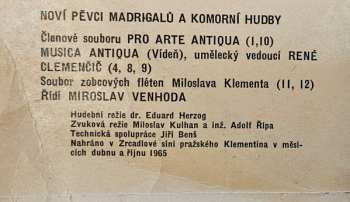 NOVÍ PĚVCI MADRIGALŮ A KOMORNÍ HUDBY
Členové souboru PRO ARTE ANTIQUA (1,10)
MUSICA ANTIQUA (Vídeň), umělecký vedoucí RENÉ
CLEMENČIČ (4, 8, 9)
Soubor zobcových fléten Miloslava Klementa (11, 12)
Řídí MIROSLAV VENHODA
Hudební režie dr. Eduard Herzog
Zvuková režie Miloslav Kulhan a inž. Adolf Řípa
Technická spolupráce Jiří Benš
Nahráno v Zrcadlové síni pražského Klementina v měsí-
cích dubnu a říjnu 1965